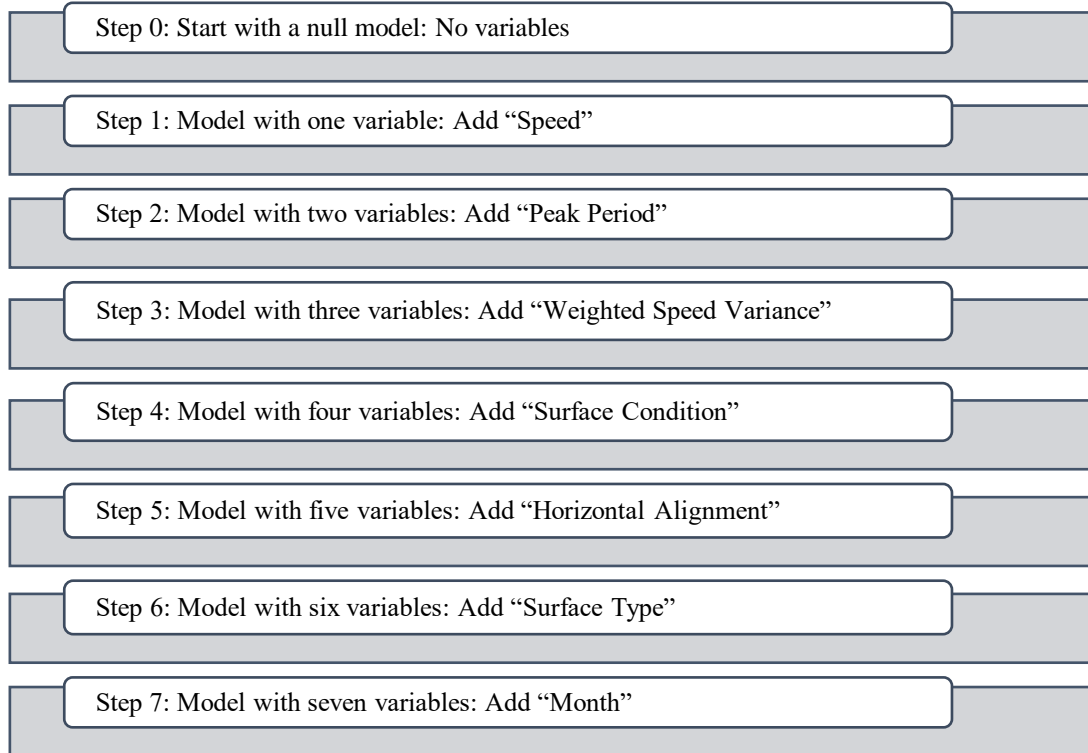 Step 0: Start with a null model: No variables
Step 1: Model with one variable: Add “Speed”
Step 2: Model with two variables: Add “Peak Period”
Step 3: Model with three variables: Add “Weighted Speed Variance”
Step 4: Model with four variables: Add “Surface Condition”
Step 5: Model with five variables: Add “Horizontal Alignment”
Step 6: Model with six variables: Add “Surface Type”
Step 7: Model with seven variables: Add “Month”